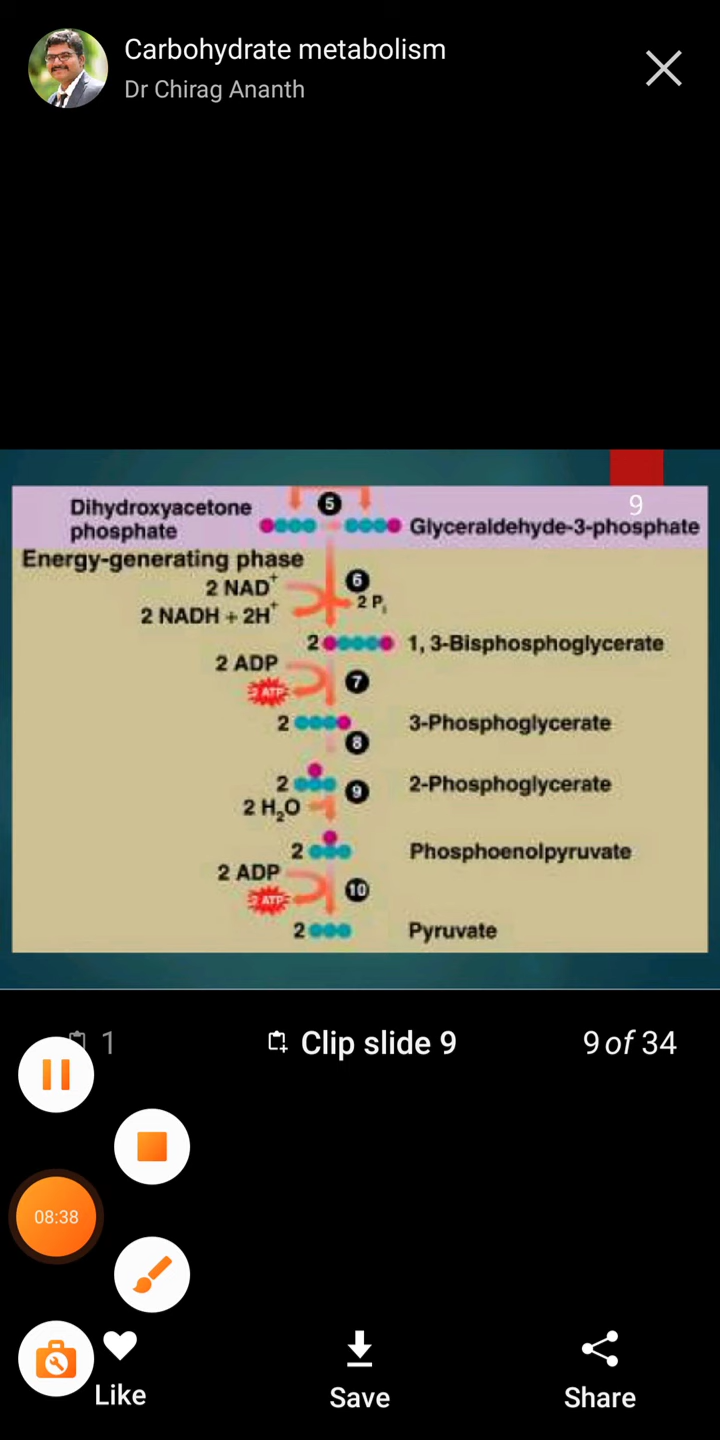 Carbohydrate metabolism
Dr Chirag Ananth
9
Dihydroxyacetone
phosphate
5
Glyceraldehyde-3-phosphate
Energy-generating phase
2 NAD+
6
2 Pi
2 NADH + 2H+
2
1, 3-Bisphosphoglycerate
2 ADP
2 ATP
7
2
3-Phosphoglycerate
8
2
9
2-Phosphoglycerate
2 H2O
2
Phosphoenolpyruvate
2 ADP
2 ATP
10
2
Pyruvate
1
Clip slide 9
9 of 34
08:38
Like
Save
Share